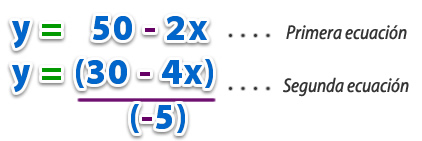 y = 50 - 2x .... Primera ecuación
y = (30 - 4x) .... Segunda ecuación
(-5)